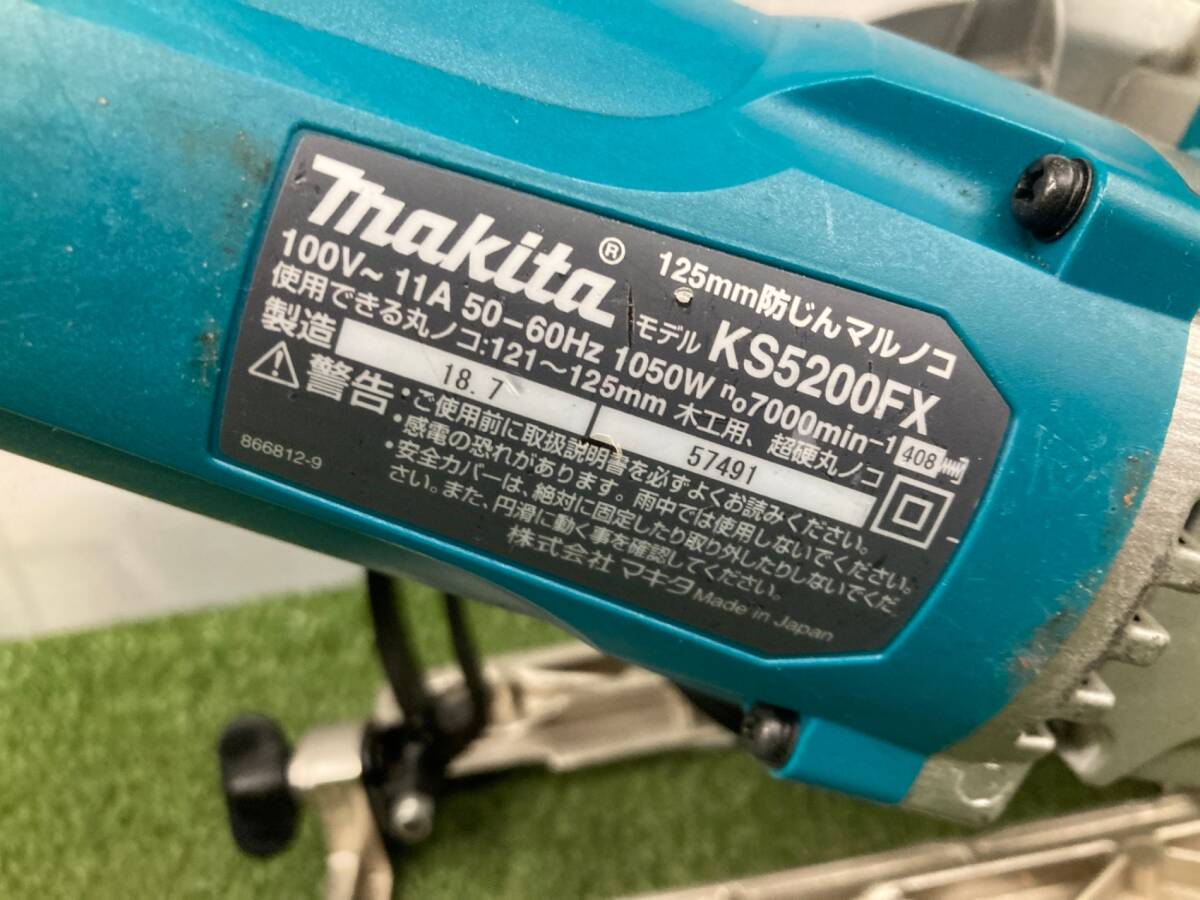 makita®
125mm防じんマルノコ
モデル KS5200FX
100V～ 11A 50-60Hz 1050W n₀7000min⁻¹
使用できる丸ノコ:121～125mm 木工用、超硬丸ノコ 408
製造 18.7 57491
警告
・ご使用前に取扱説明書を必ずよくお読みください。
・感電の恐れがあります。雨中では使用しないでください。
・安全カバーは、絶対に固定したり取り外したりしないでくだ
さい。また、円滑に動く事を確認してください。
866812-9
株式会社 マキタ Made in Japan